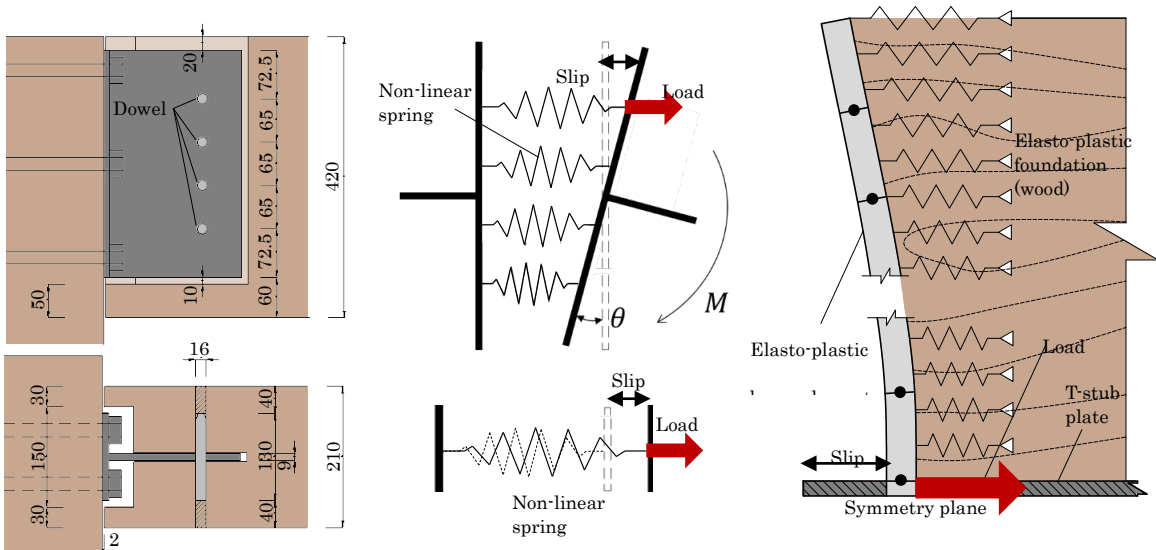 20
72.5
65
65
65
72.5
Dowel
420
50
10
60
16
30
150
30
40
130
9
40
210
2
Slip
Load
Non-linear
spring
θ
M
Slip
Load
Non-linear
spring
Elasto-plastic
foundation
(wood)
Elasto-plastic
Load
T-stub
plate
Slip
Symmetry plane